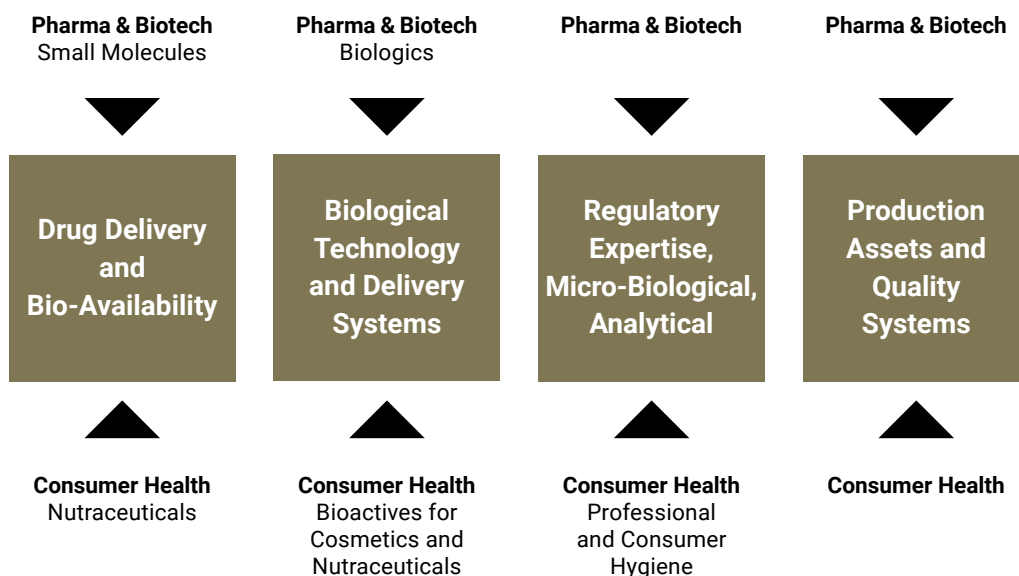 Pharma & Biotech
Small Molecules
Pharma & Biotech
Biologics
Pharma & Biotech
Pharma & Biotech
Drug Delivery
and
Bio-Availability
Biological
Technology
and Delivery
Systems
Regulatory
Expertise,
Micro-Biological,
Analytical
Production
Assets and
Quality
Systems
Consumer Health
Nutraceuticals
Consumer Health
Bioactives for
Cosmetics and
Nutraceuticals
Consumer Health
Professional
and Consumer
Hygiene
Consumer Health